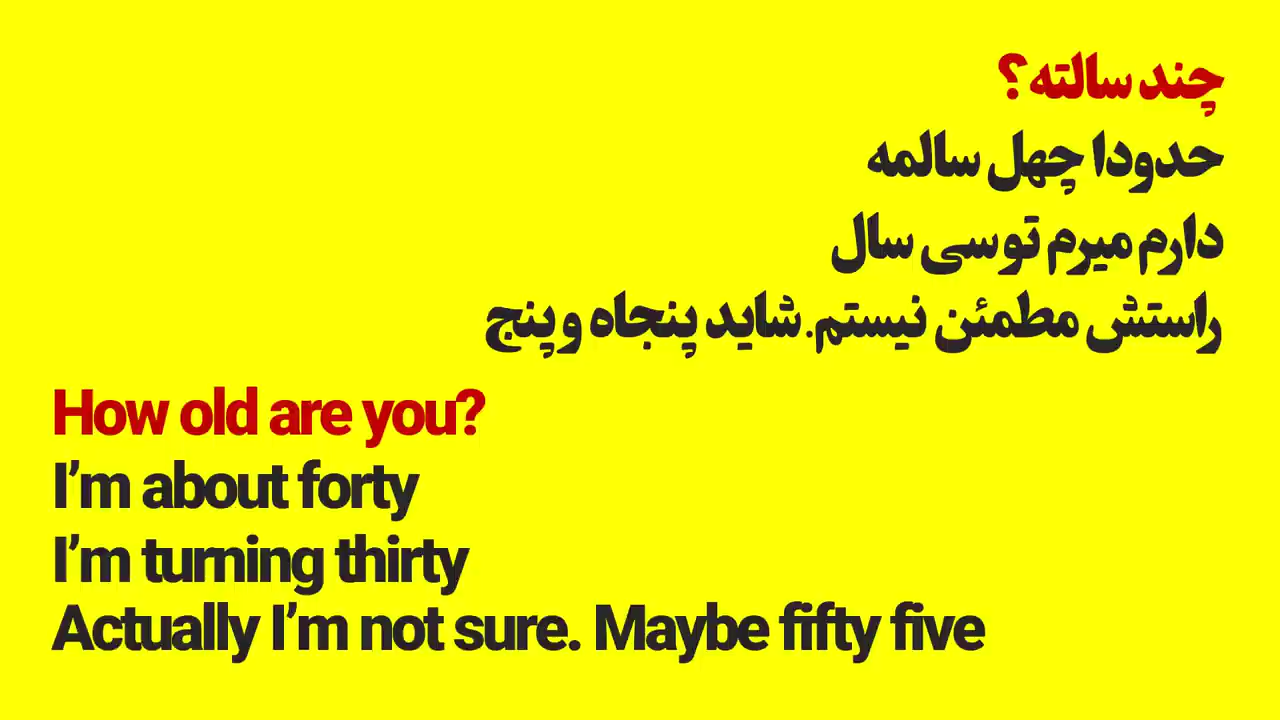 چند سالته؟
حدودا چهل سالمه
دارم میرم تو سی سال
راستش مطمئن نیستم. شاید پنجاه و پنج
How old are you?
I'm about forty
I'm turning thirty
Actually I'm not sure. Maybe fifty five